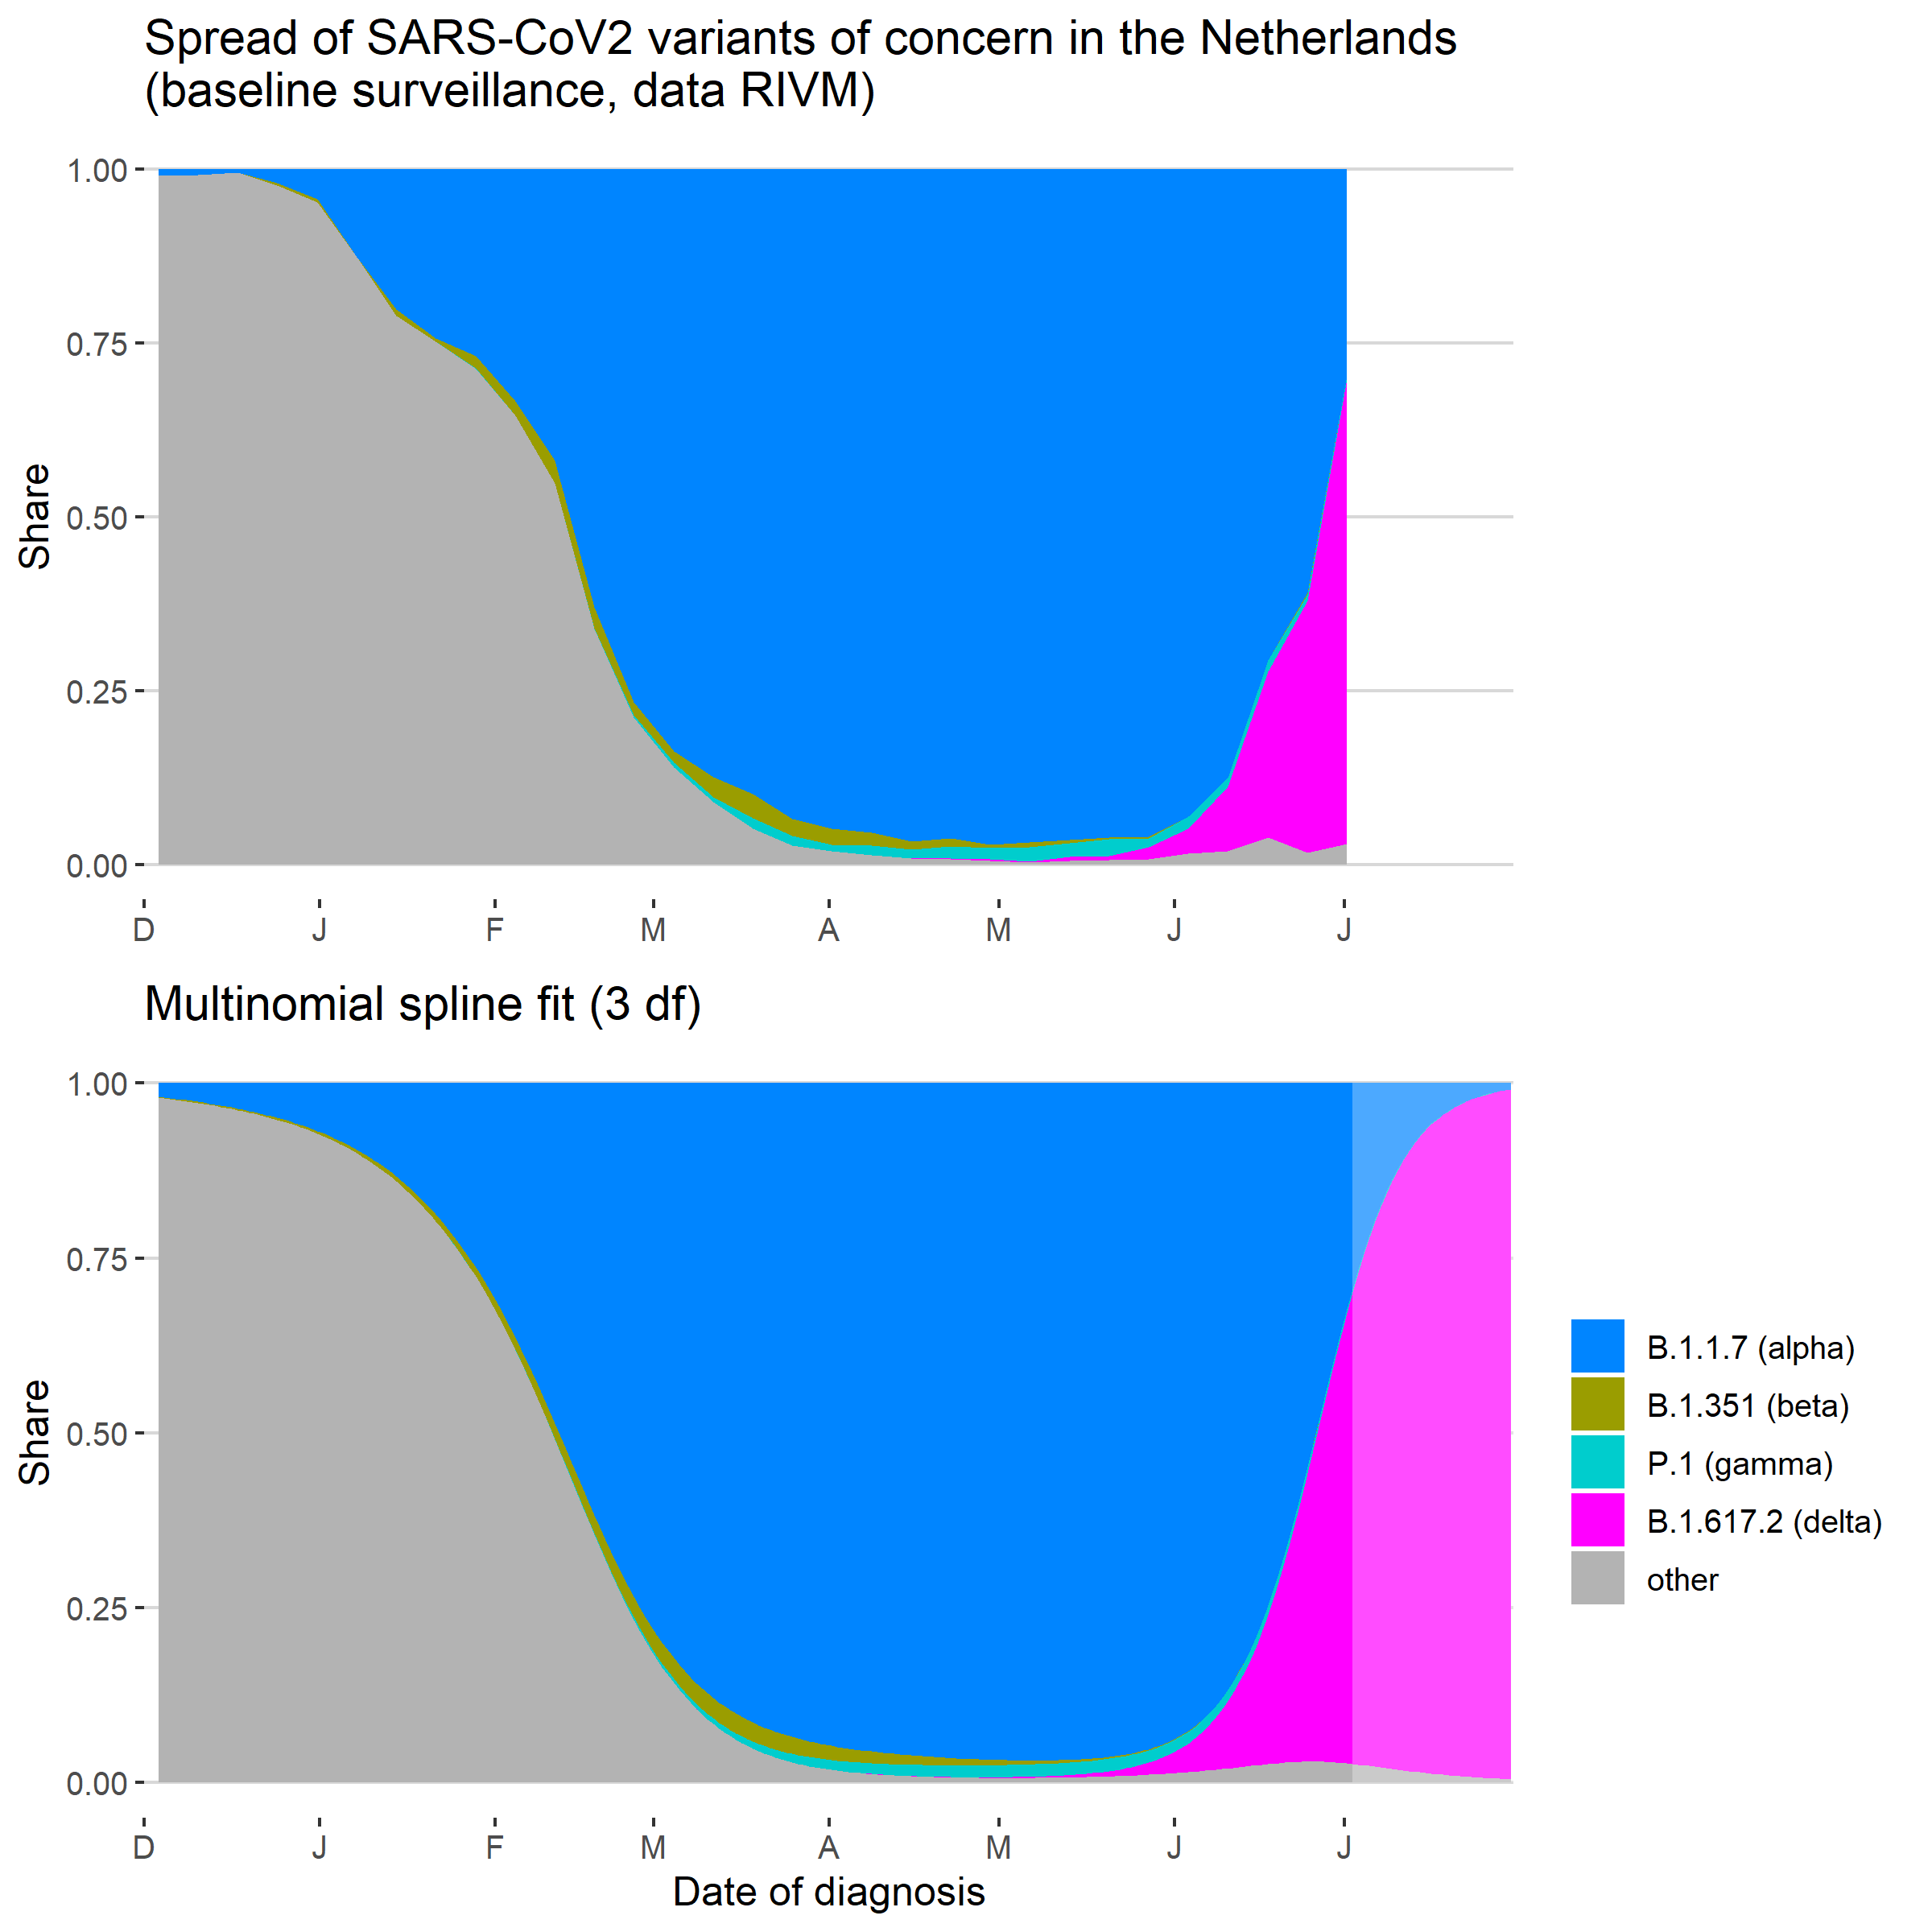 Spread of SARS-CoV2 variants of concern in the Netherlands
(baseline surveillance, data RIVM)
1.00
0.75
0.50
0.25
0.00
Share
D J F M A M J J
Multinomial spline fit (3 df)
1.00
0.75
0.50
0.25
0.00
Share
D J F M A M J J
Date of diagnosis
B.1.1.7 (alpha)
B.1.351 (beta)
P.1 (gamma)
B.1.617.2 (delta)
other